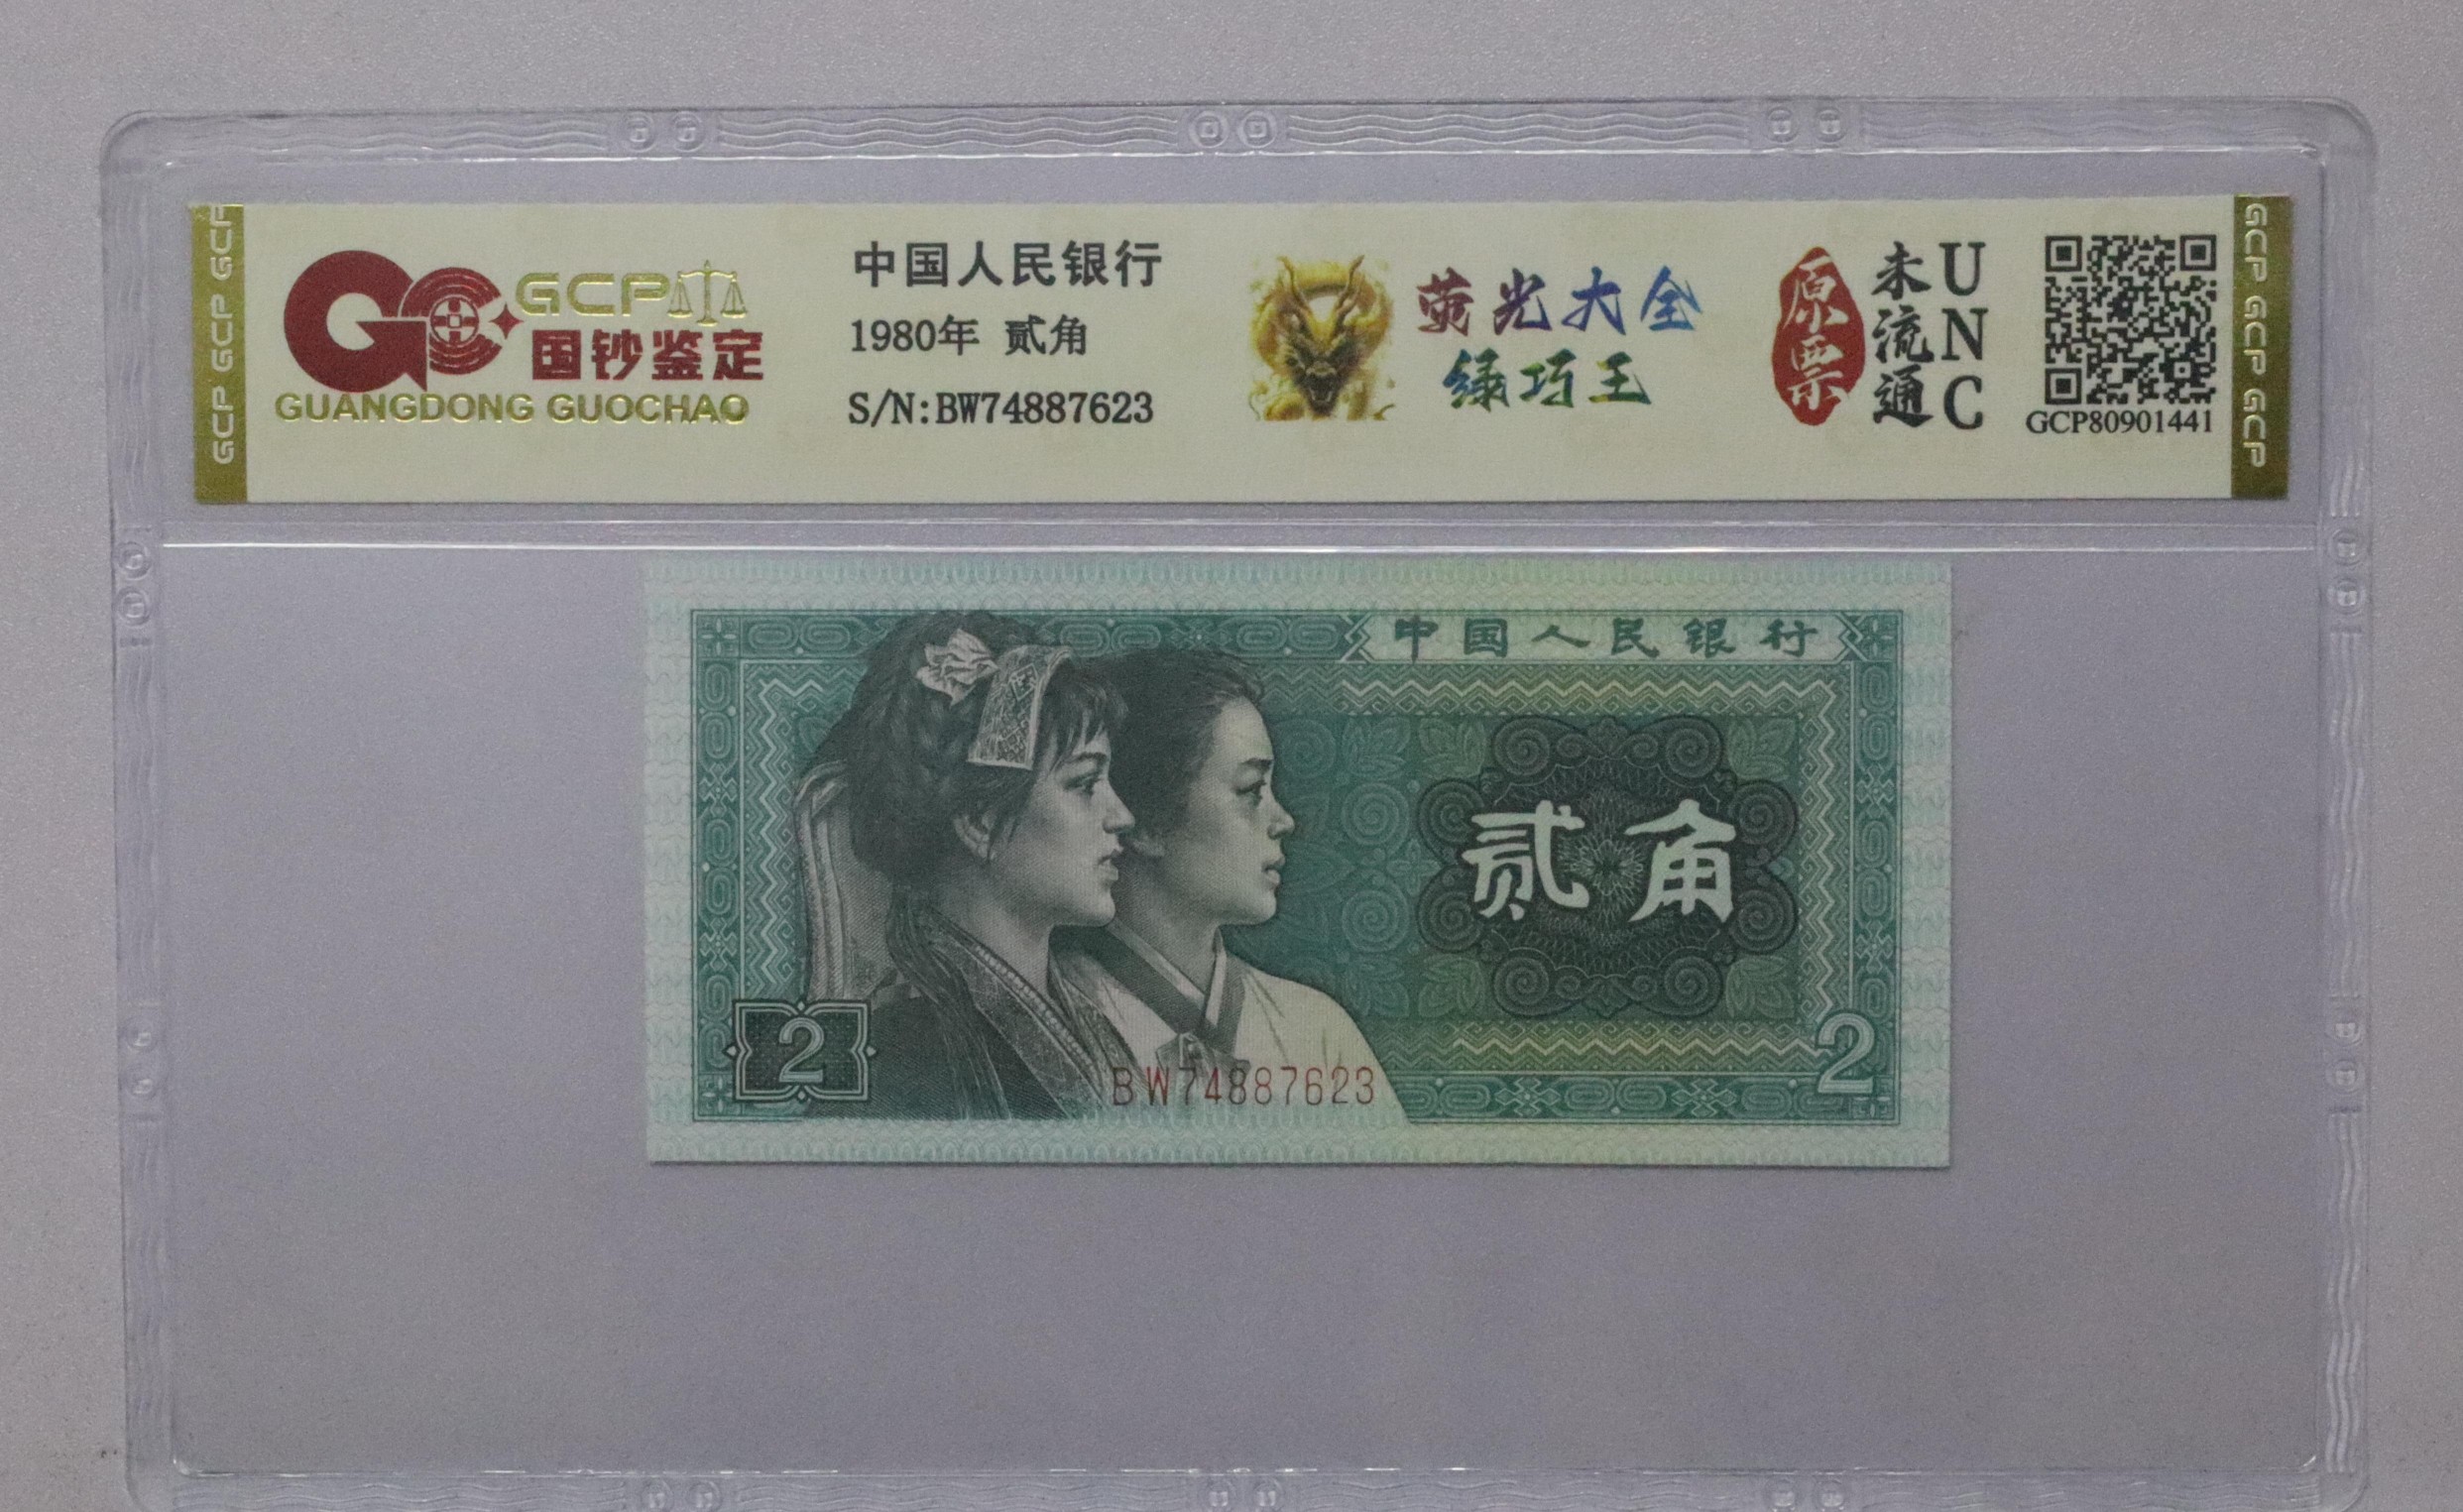 GCP GCP GCP
GCP
国钞鉴定
GUANGDONG GUOCHAO
中国人民银行
1980年 贰角
S/N:BW74887623
荧光大全
绿巧王
原票
未流通
UNC
GCP80901441
GCP GCP GCP
中国人民银行
贰角
2
BW74887623
2